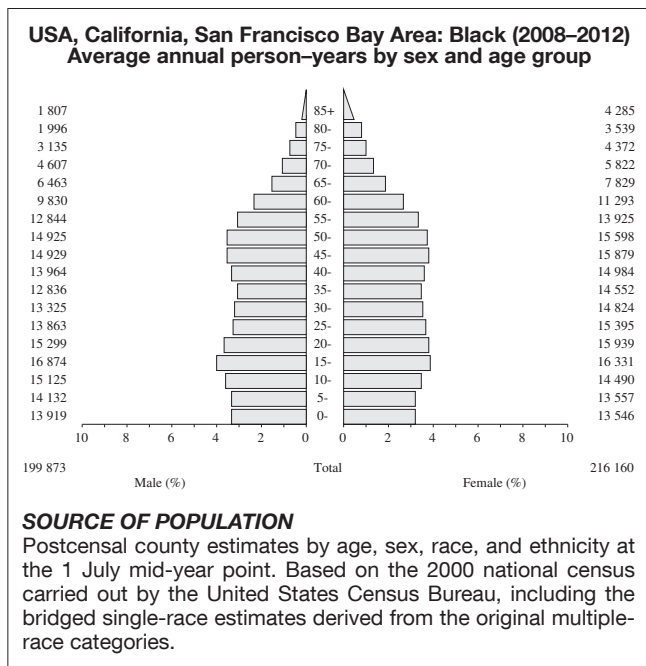 USA, California, San Francisco Bay Area: Black (2008–2012)
Average annual person–years by sex and age group
1 807 85+ 4 285
1 996 80- 3 539
3 135 75- 4 372
4 607 70- 5 822
6 463 65- 7 829
9 830 60- 11 293
12 844 55- 13 925
14 925 50- 15 598
14 929 45- 15 879
13 964 40- 14 984
12 836 35- 14 552
13 325 30- 14 824
13 863 25- 15 395
15 299 20- 15 939
16 874 15- 16 331
15 125 10- 14 490
14 132 5- 13 557
13 919 0- 13 546
10 8 6 4 2 0 0 2 4 6 8 10
199 873 Total 216 160
Male (%) Female (%)
SOURCE OF POPULATION
Postcensal county estimates by age, sex, race, and ethnicity at
the 1 July mid-year point. Based on the 2000 national census
carried out by the United States Census Bureau, including the
bridged single-race estimates derived from the original multiple-
race categories.